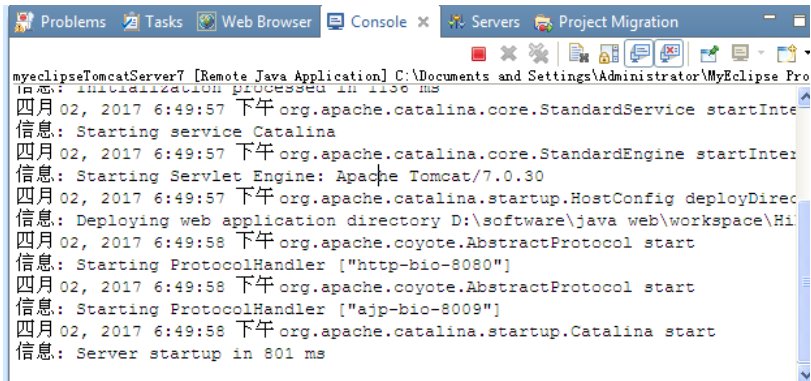 Problems Tasks Web Browser Console Servers Project Migration
myeclipseTomcatServer7 [Remote Java Application] C:\Documents and Settings\Administrator\MyEclipse Pro
信息: Initialization processed in 1136 ms
四月 02, 2017 6:49:57 下午 org.apache.catalina.core.StandardService startInte
信息: Starting service Catalina
四月 02, 2017 6:49:57 下午 org.apache.catalina.core.StandardEngine startInter
信息: Starting Servlet Engine: Apache Tomcat/7.0.30
四月 02, 2017 6:49:57 下午 org.apache.catalina.startup.HostConfig deployDirec
信息: Deploying web application directory D:\software\java web\workspace\Hi
四月 02, 2017 6:49:58 下午 org.apache.coyote.AbstractProtocol start
信息: Starting ProtocolHandler ["http-bio-8080"]
四月 02, 2017 6:49:58 下午 org.apache.coyote.AbstractProtocol start
信息: Starting ProtocolHandler ["ajp-bio-8009"]
四月 02, 2017 6:49:58 下午 org.apache.catalina.startup.Catalina start
信息: Server startup in 801 ms